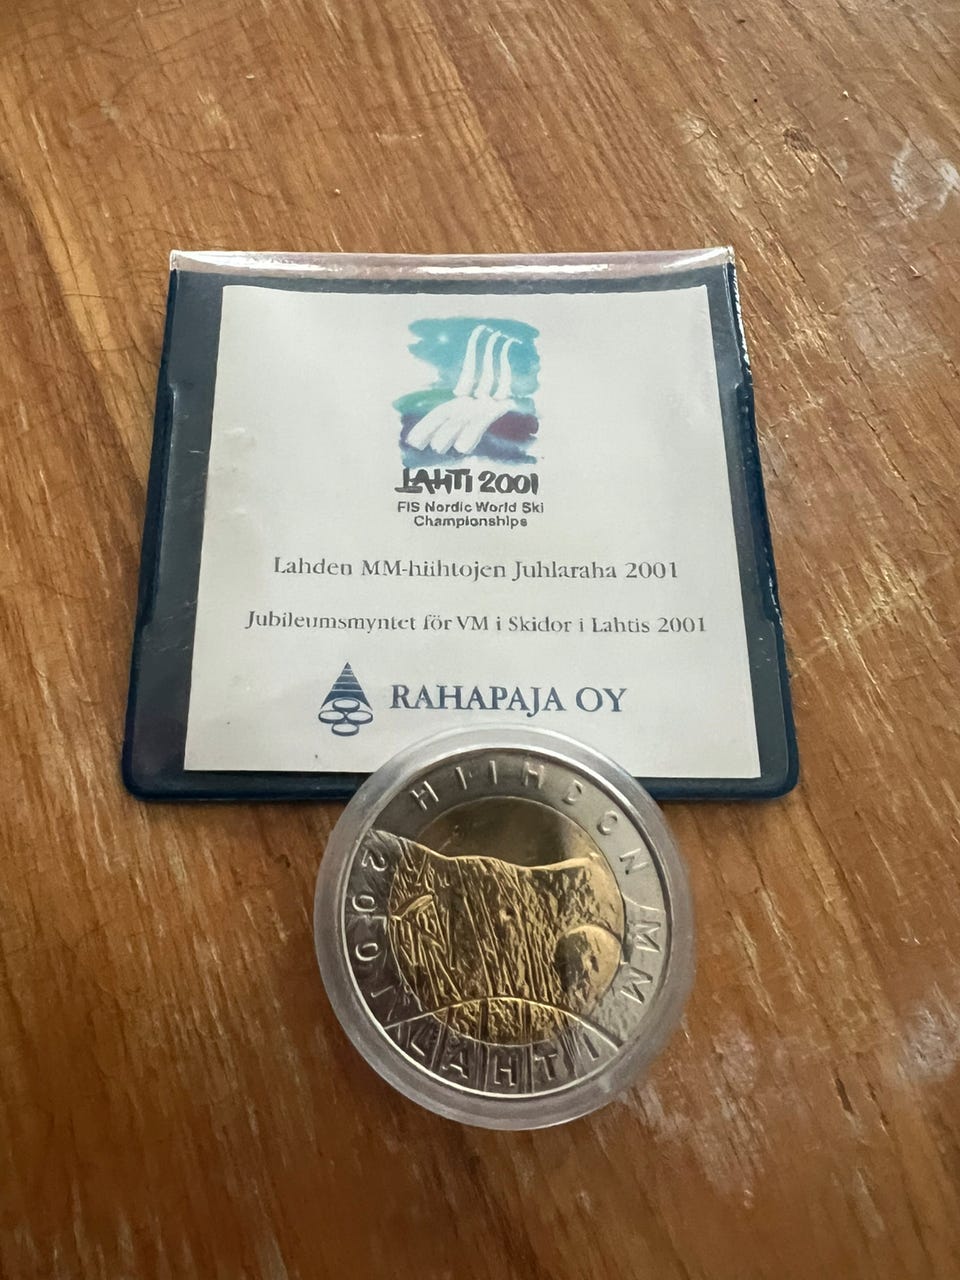 LAHTI 2001
FIS Nordic World Ski
Championships
Lahden MM-hiihtojen Juhlaraha 2001
Jubileumsmyntet för VM i Skidor i Lahtis 2001
RAHAPAJA OY
HIIHDON MM
2001
LAHTI